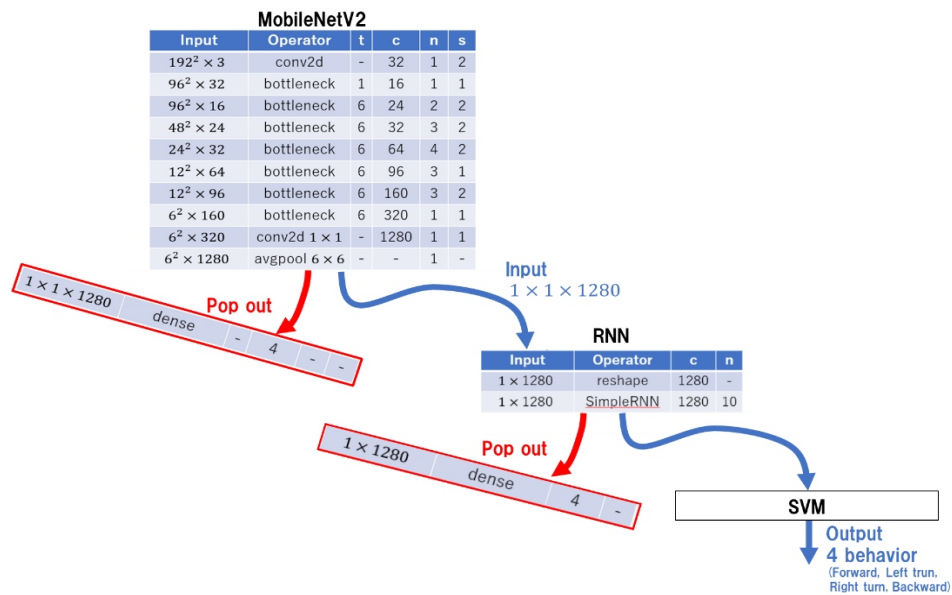 MobileNetV2
Input Operator t c n s
192² × 3 conv2d - 32 1 2
96² × 32 bottleneck 1 16 1 1
96² × 16 bottleneck 6 24 2 2
48² × 24 bottleneck 6 32 3 2
24² × 32 bottleneck 6 64 4 2
12² × 64 bottleneck 6 96 3 1
12² × 96 bottleneck 6 160 3 2
6² × 160 bottleneck 6 320 1 1
6² × 320 conv2d 1 × 1 - 1280 1 1
6² × 1280 avgpool 6 × 6 - - 1 -
Pop out
1 × 1 × 1280 dense - 4 - -
Input
1 × 1 × 1280
RNN
Input Operator c n
1 × 1280 reshape 1280 -
1 × 1280 SimpleRNN 1280 10
Pop out
1 × 1280 dense 4 -
SVM
Output
4 behavior
(Forward, Left trun,
Right turn, Backward)